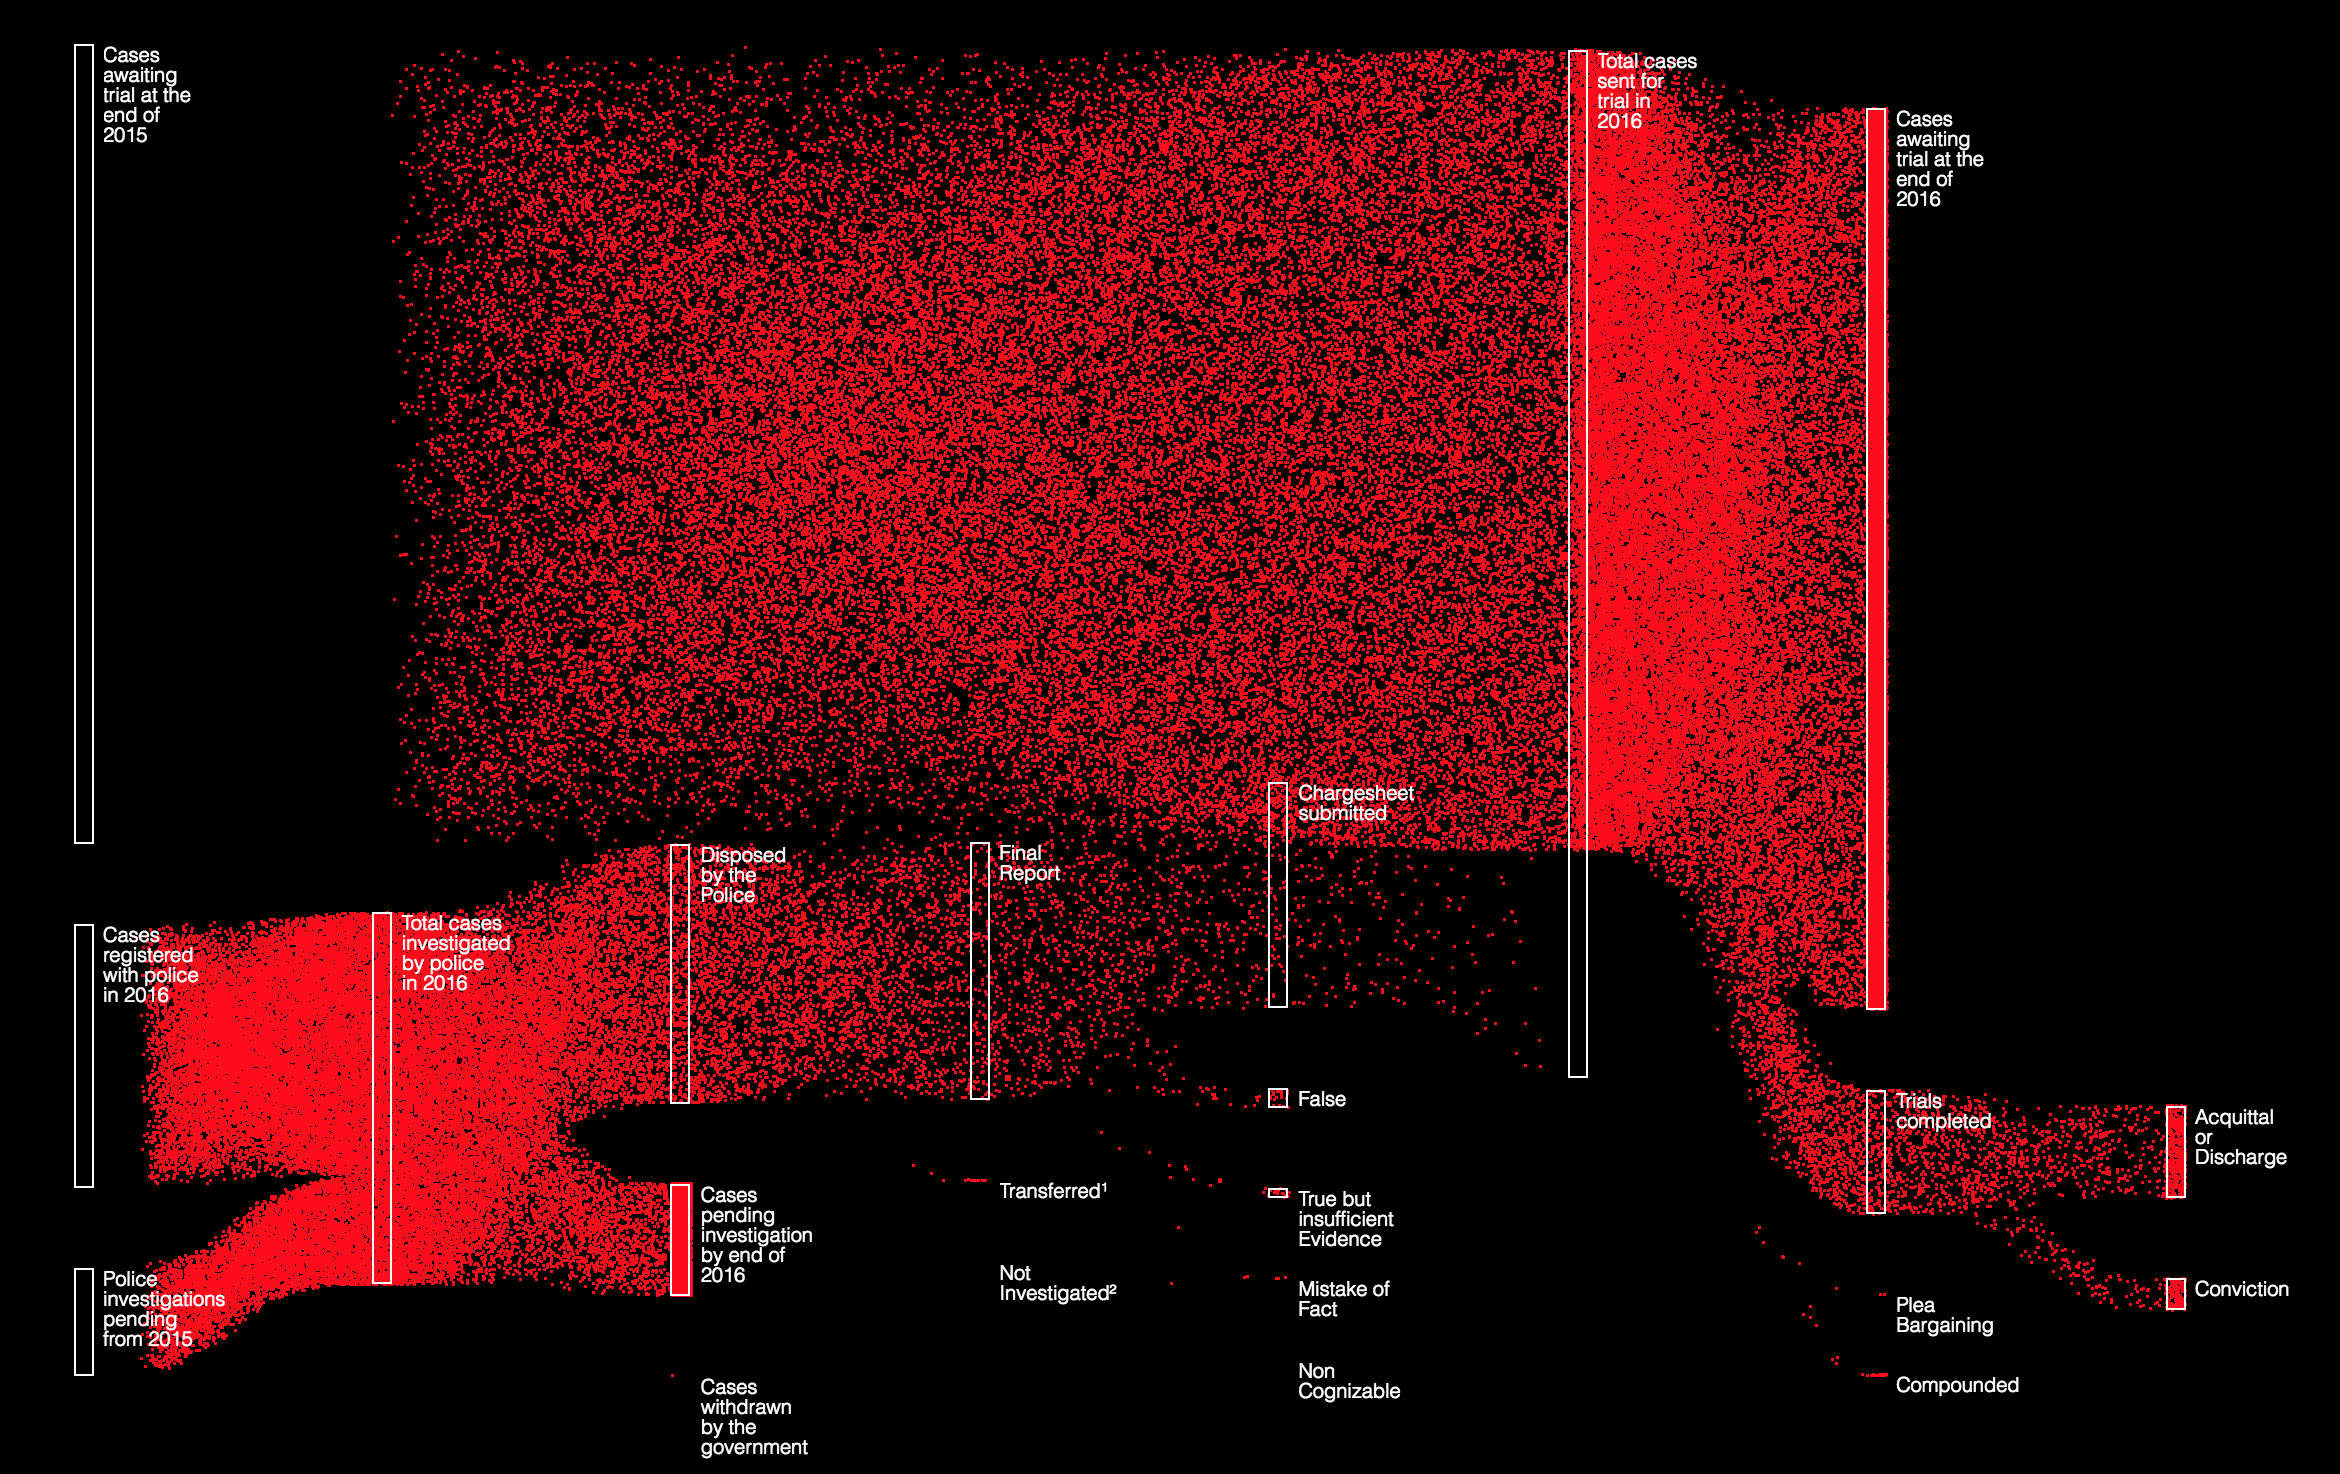 Cases
awaiting
trial at the
end of
2015
Total cases
sent for
trial in
2016
Cases
awaiting
trial at the
end of
2016
Chargesheet
submitted
Disposed
by the
Police
Final
Report
Cases
registered
with police
in 2016
Total cases
investigated
by police
in 2016
False
Trials
completed
Acquittal
or
Discharge
Transferred¹
Cases
pending
investigation
by end of
2016
True but
insufficient
Evidence
Police
investigations
pending
from 2015
Not
Investigated²
Mistake of
Fact
Plea
Bargaining
Conviction
Cases
withdrawn
by the
government
Non
Cognizable
Compounded